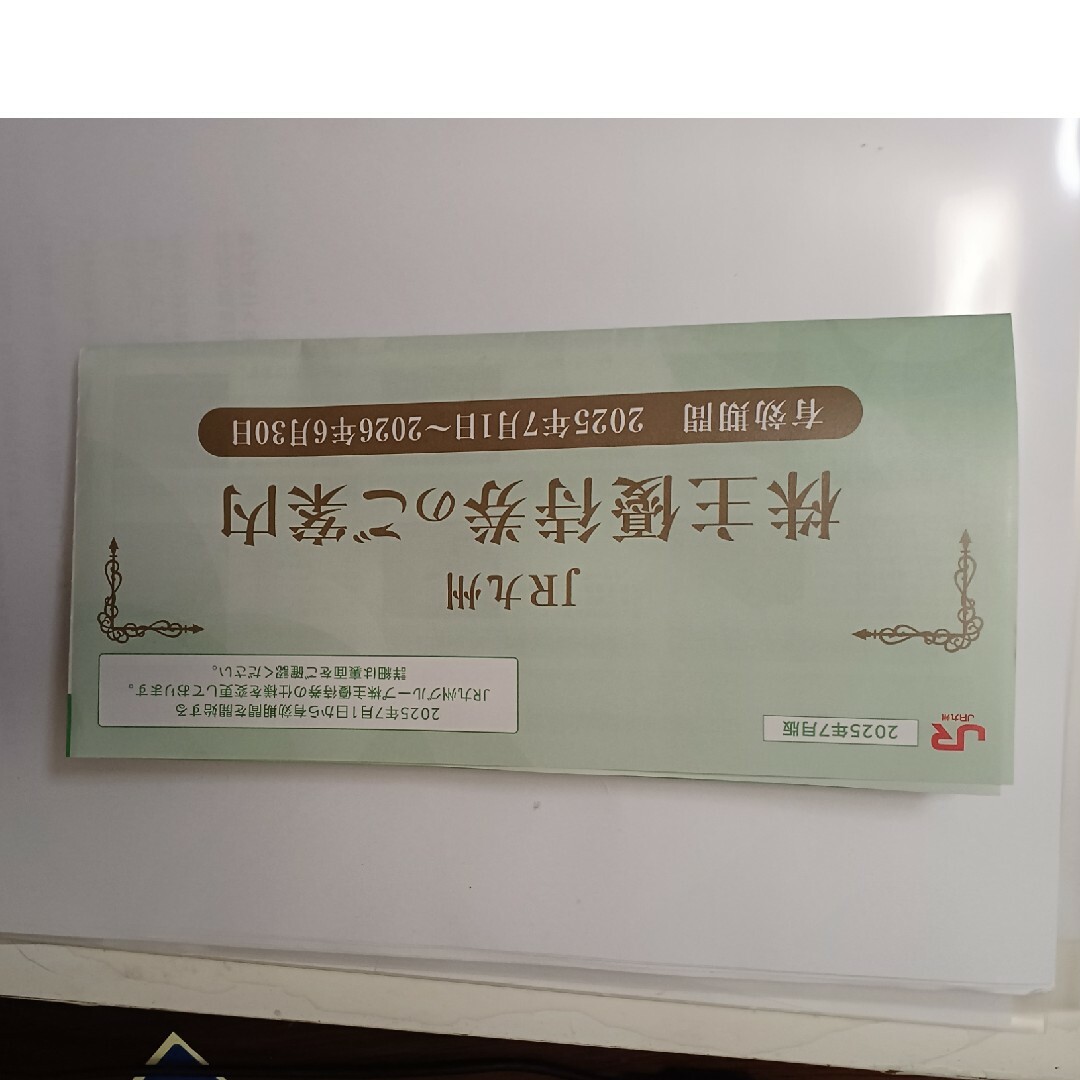 JR
JR九州
2025年7月版
2025年7月1日から有効期間を開始する
JR九州グループ株主優待券の仕様を変更しております。
詳細は裏面をご確認ください。
JR九州
株主優待券のご案内
有効期間 2025年7月1日～2026年6月30日